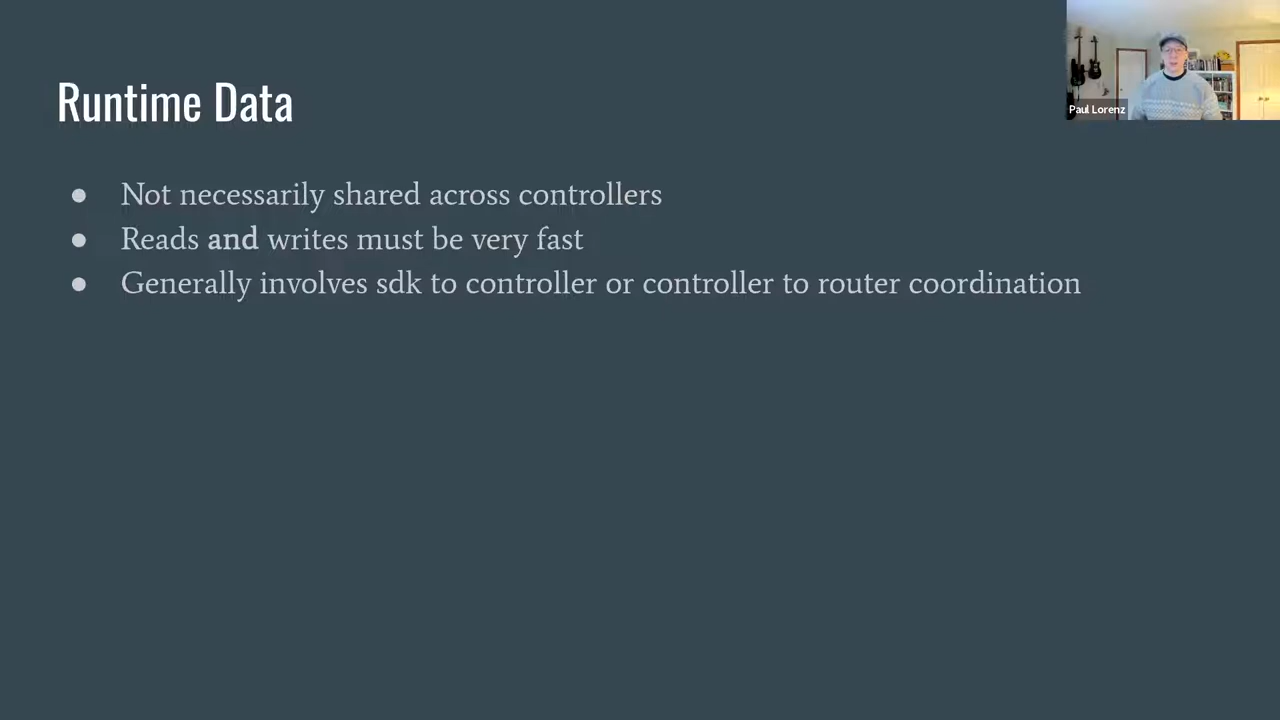 Runtime Data
Paul Lorenz
● Not necessarily shared across controllers
● Reads and writes must be very fast
● Generally involves sdk to controller or controller to router coordination